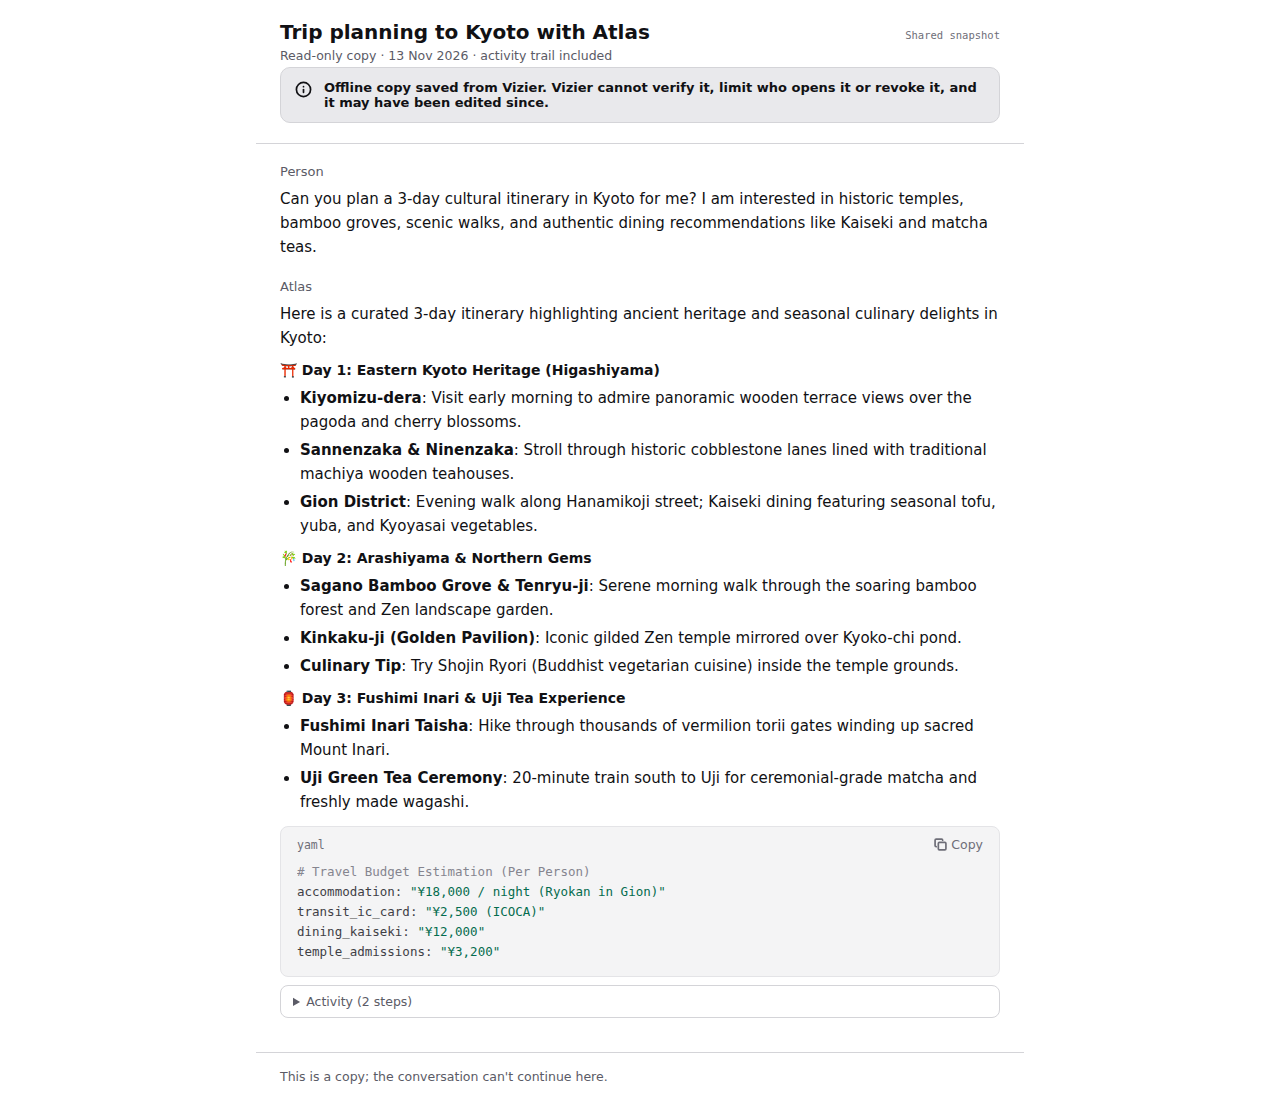 Trip planning to Kyoto with Atlas
Shared snapshot
Read-only copy · 13 Nov 2026 · activity trail included
Offline copy saved from Vizier. Vizier cannot verify it, limit who opens it or revoke it, and
it may have been edited since.
Person
Can you plan a 3-day cultural itinerary in Kyoto for me? I am interested in historic temples,
bamboo groves, scenic walks, and authentic dining recommendations like Kaiseki and matcha
teas.
Atlas
Here is a curated 3-day itinerary highlighting ancient heritage and seasonal culinary delights in
Kyoto:
⛩️ Day 1: Eastern Kyoto Heritage (Higashiyama)
• Kiyomizu-dera: Visit early morning to admire panoramic wooden terrace views over the
pagoda and cherry blossoms.
• Sannenzaka & Ninenzaka: Stroll through historic cobblestone lanes lined with traditional
machiya wooden teahouses.
• Gion District: Evening walk along Hanamikoji street; Kaiseki dining featuring seasonal tofu,
yuba, and Kyoyasai vegetables.
🎋 Day 2: Arashiyama & Northern Gems
• Sagano Bamboo Grove & Tenryu-ji: Serene morning walk through the soaring bamboo
forest and Zen landscape garden.
• Kinkaku-ji (Golden Pavilion): Iconic gilded Zen temple mirrored over Kyoko-chi pond.
• Culinary Tip: Try Shojin Ryori (Buddhist vegetarian cuisine) inside the temple grounds.
🏮 Day 3: Fushimi Inari & Uji Tea Experience
• Fushimi Inari Taisha: Hike through thousands of vermilion torii gates winding up sacred
Mount Inari.
• Uji Green Tea Ceremony: 20-minute train south to Uji for ceremonial-grade matcha and
freshly made wagashi.
yaml
Copy
# Travel Budget Estimation (Per Person)
accommodation: "¥18,000 / night (Ryokan in Gion)"
transit_ic_card: "¥2,500 (ICOCA)"
dining_kaiseki: "¥12,000"
temple_admissions: "¥3,200"
Activity (2 steps)
This is a copy; the conversation can't continue here.